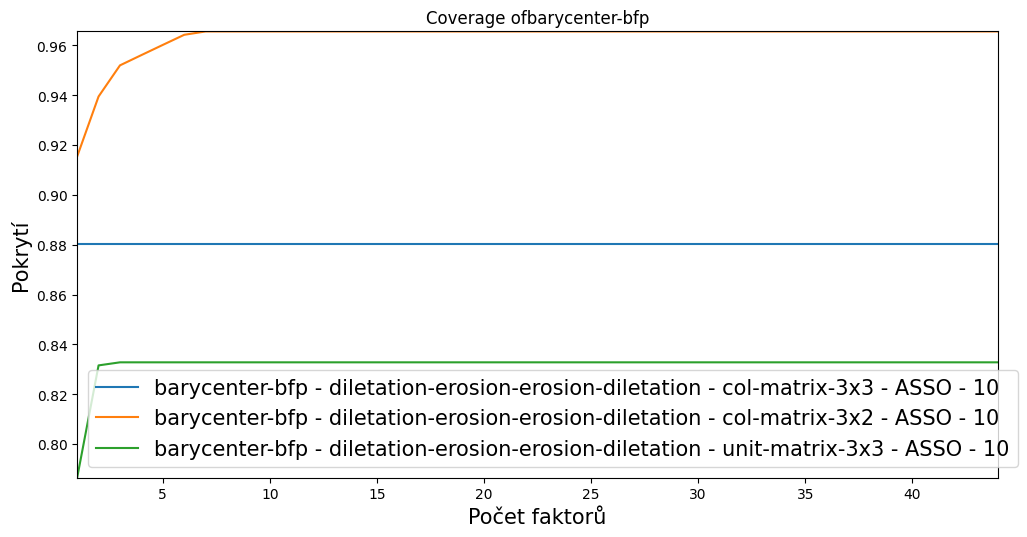 Coverage ofbarycenter-bfp
0.96
0.94
0.92
0.90
0.88
0.86
0.84
0.82
0.80
Pokrytí
barycenter-bfp - diletation-erosion-erosion-diletation - col-matrix-3x3 - ASSO - 10
barycenter-bfp - diletation-erosion-erosion-diletation - col-matrix-3x2 - ASSO - 10
barycenter-bfp - diletation-erosion-erosion-diletation - unit-matrix-3x3 - ASSO - 10
5 10 15 20 25 30 35 40
Počet faktorů